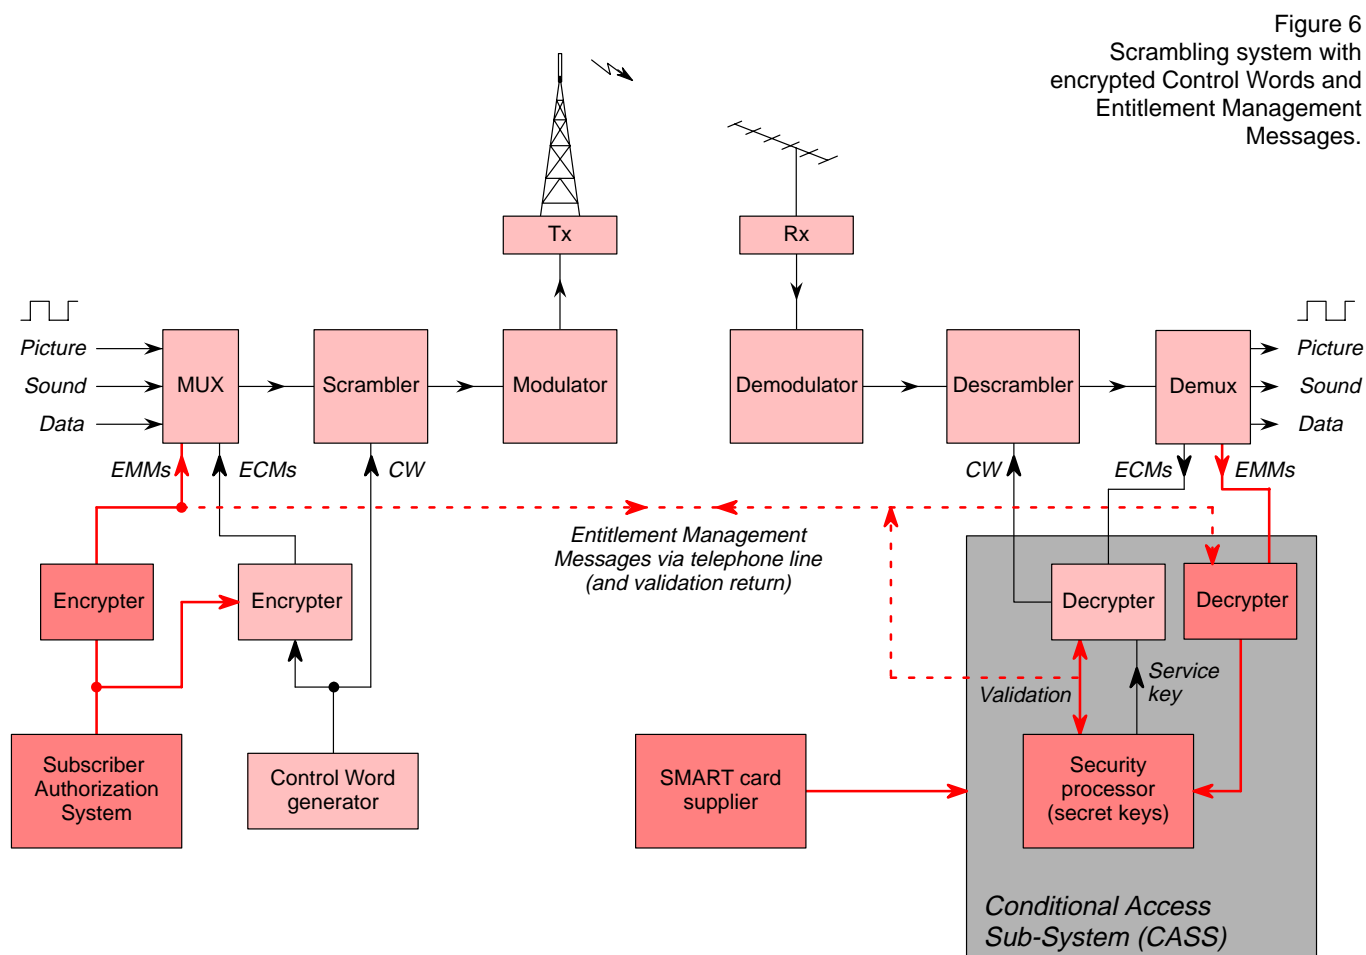 Figure 6
Scrambling system with
encrypted Control Words and
Entitlement Management
Messages.
Tx
Rx
Picture
Sound
Data
MUX
Scrambler
Modulator
Demodulator
Descrambler
Demux
Picture
Sound
Data
EMMs
ECMs
CW
CW
ECMs
EMMs
Entitlement Management
Messages via telephone line
(and validation return)
Encrypter
Encrypter
Decrypter
Decrypter
Validation
Service
key
Subscriber
Authorization
System
Control Word
generator
SMART card
supplier
Security
processor
(secret keys)
Conditional Access
Sub-System (CASS)